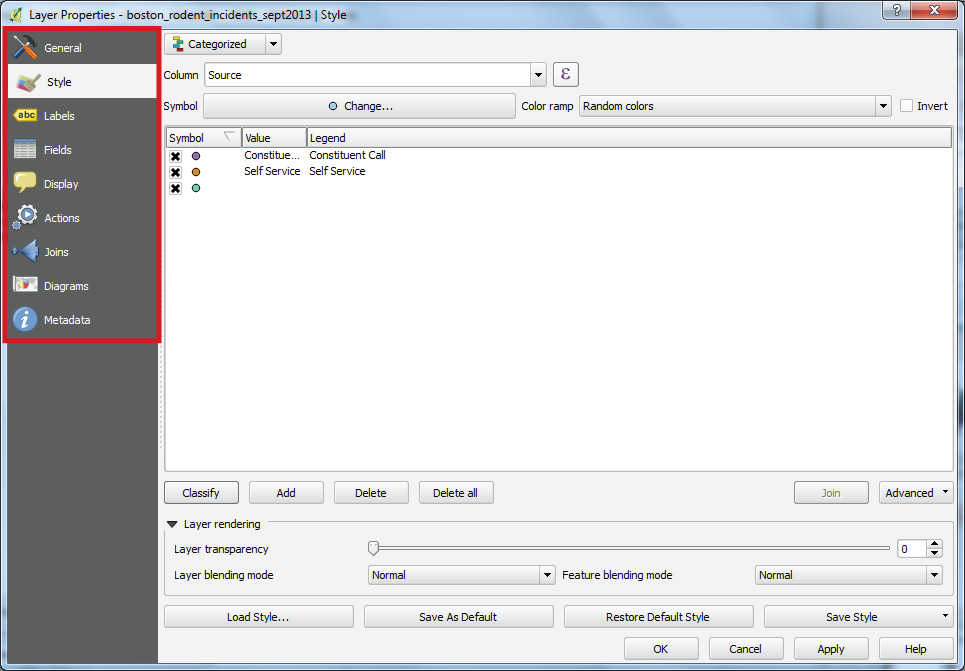 Layer Properties - boston_rodent_incidents_sept2013 | Style
?
General
Style
abc Labels
Fields
Display
Actions
Joins
Diagrams
i Metadata
Categorized
Column Source ε
Symbol Change... Color ramp Random colors Invert
Symbol Value Legend
Constitue... Constituent Call
Self Service Self Service
Classify Add Delete Delete all Join Advanced
Layer rendering
Layer transparency 0
Layer blending mode Normal Feature blending mode Normal
Load Style... Save As Default Restore Default Style Save Style
OK Cancel Apply Help